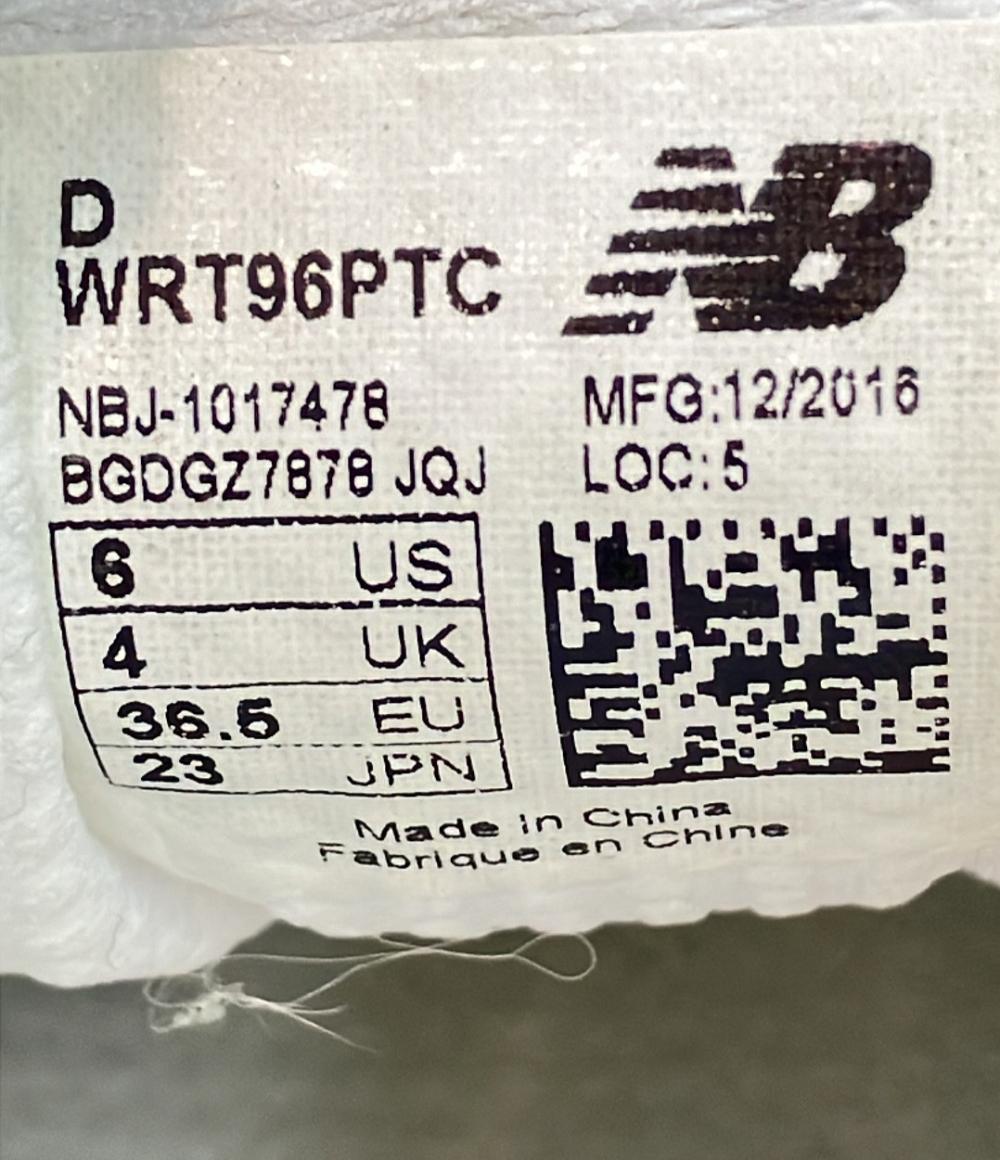 D
WRT96PTC
NB
NBJ-1017478
MFG:12/2016
BGDGZ7878 JQJ
LOC:5
6 US
4 UK
36.5 EU
23 JPN
Made in China
Fabrique en Chine